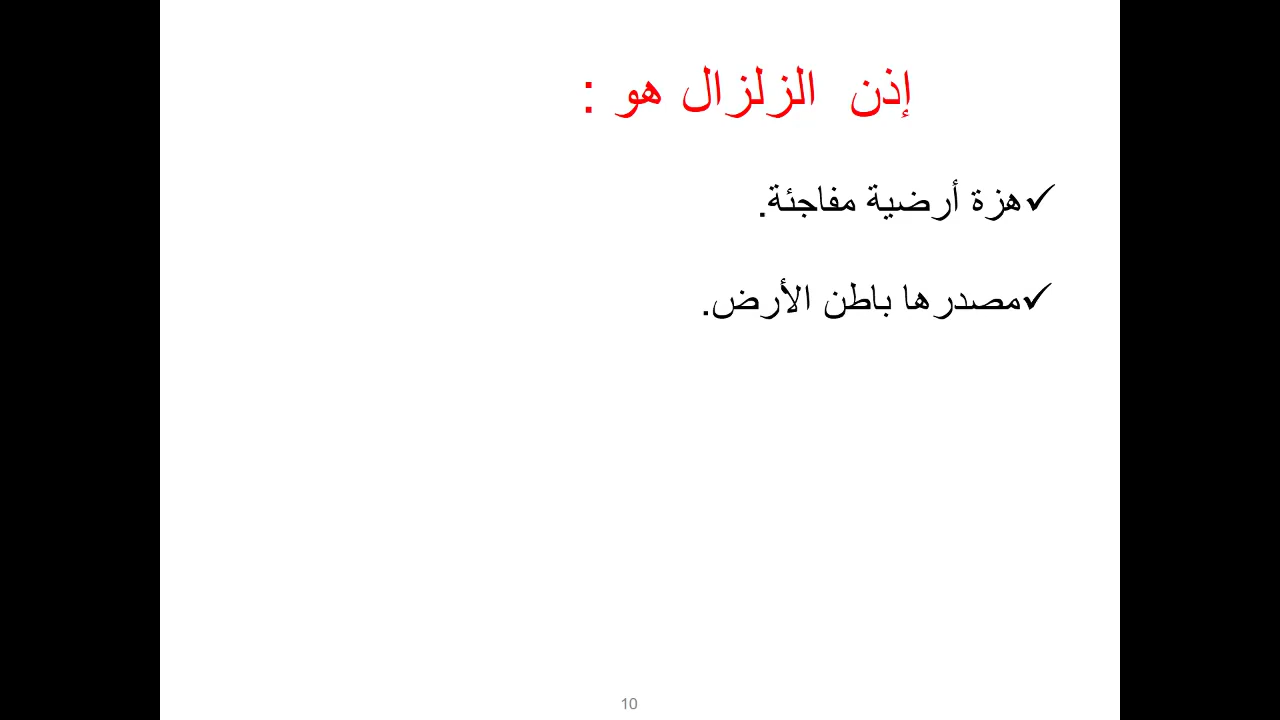 إذن الزلزال هو :
✓هزة أرضية مفاجئة.
✓مصدرها باطن الأرض.
10